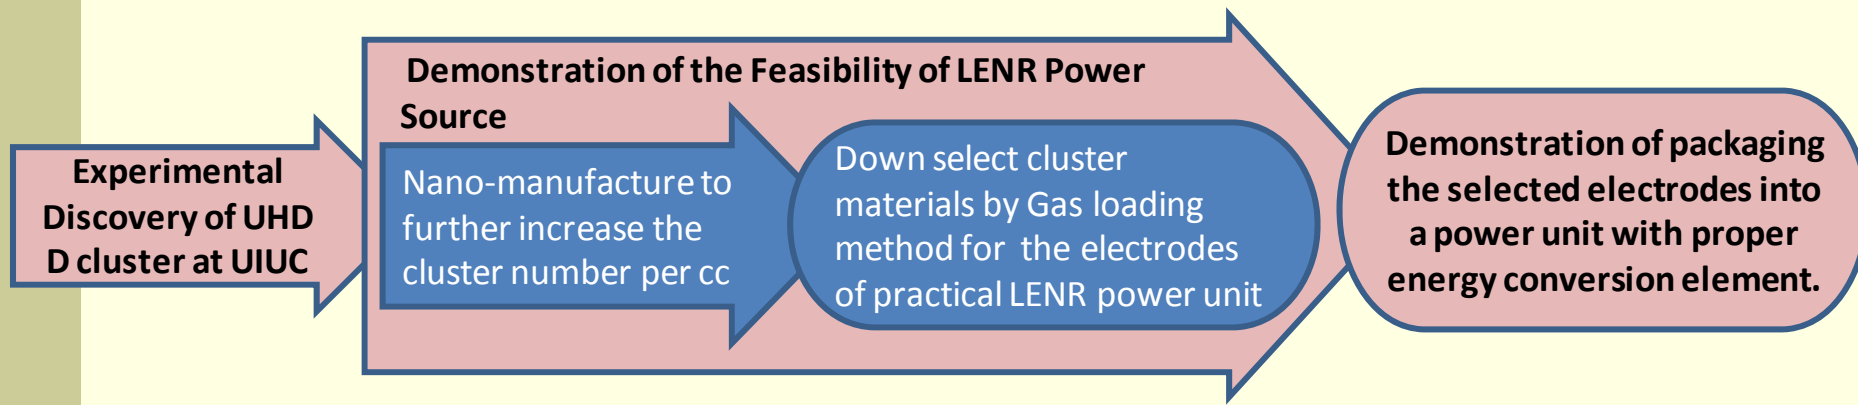 Experimental
Discovery of UHD
D cluster at UIUC
Demonstration of the Feasibility of LENR Power
Source
Nano-manufacture to
further increase the
cluster number per cc
Down select cluster
materials by Gas loading
method for the electrodes
of practical LENR power unit
Demonstration of packaging
the selected electrodes into
a power unit with proper
energy conversion element.